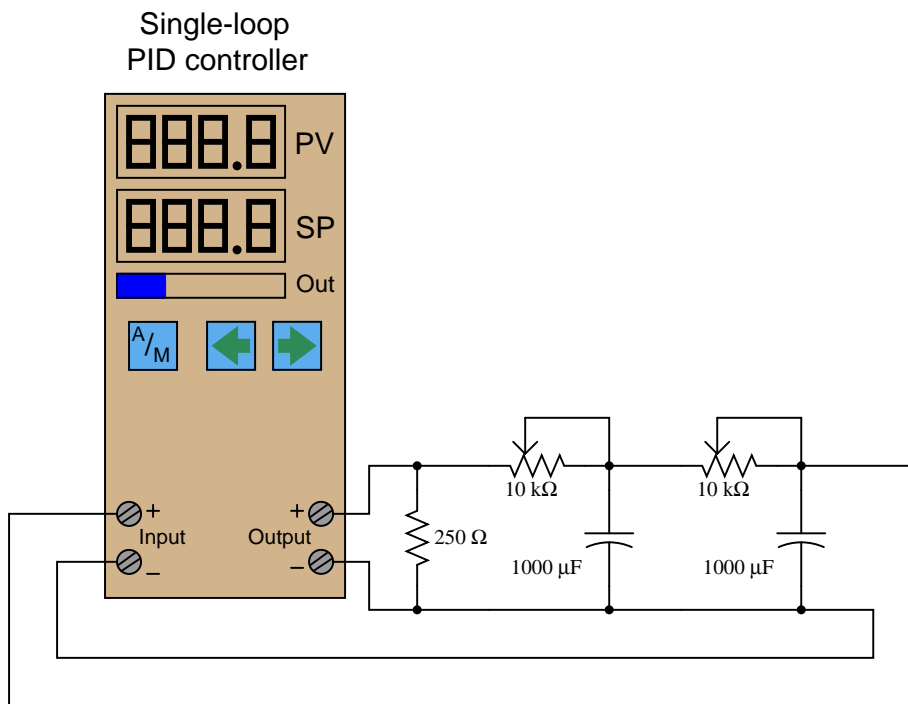 Single-loop
PID controller
888.8 PV
888.8 SP
Out
A/M
10 kΩ
10 kΩ
+
+
Input
Output
250 Ω
−
−
1000 μF
1000 μF